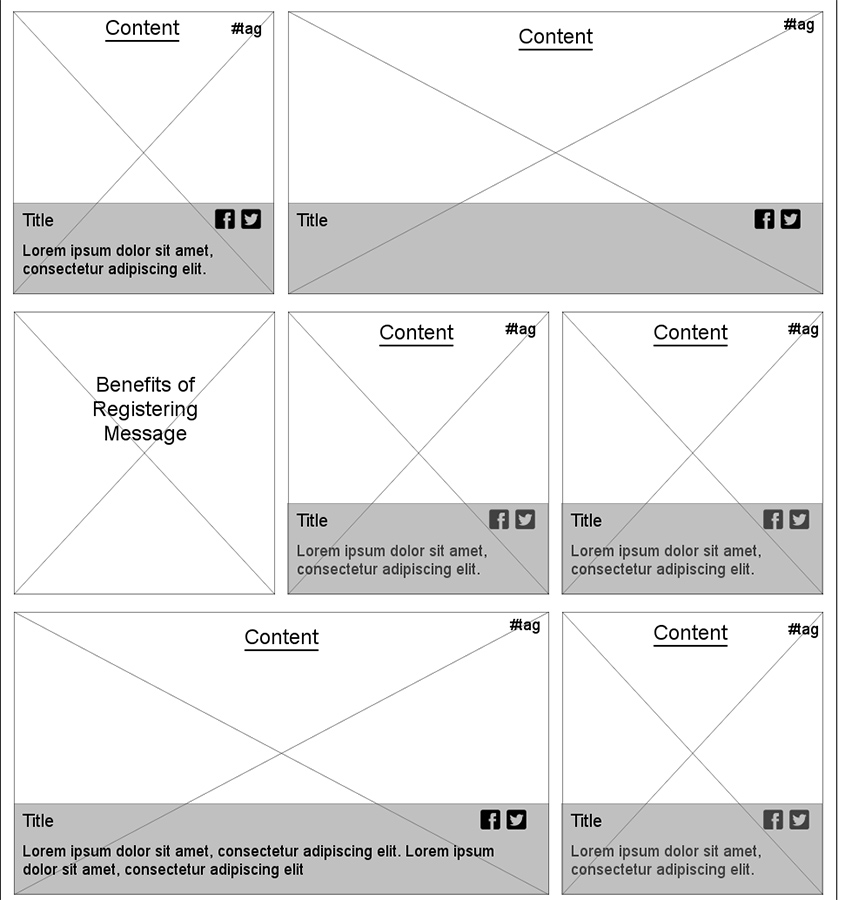 Content
#tag
Title
Lorem ipsum dolor sit amet,
consectetur adipiscing elit.
Content
#tag
Title
Benefits of
Registering
Message
Content
#tag
Title
Lorem ipsum dolor sit amet,
consectetur adipiscing elit.
Content
#tag
Title
Lorem ipsum dolor sit amet,
consectetur adipiscing elit.
Content
#tag
Title
Lorem ipsum dolor sit amet, consectetur adipiscing elit. Lorem ipsum
dolor sit amet, consectetur adipiscing elit
Content
#tag
Title
Lorem ipsum dolor sit amet,
consectetur adipiscing elit.